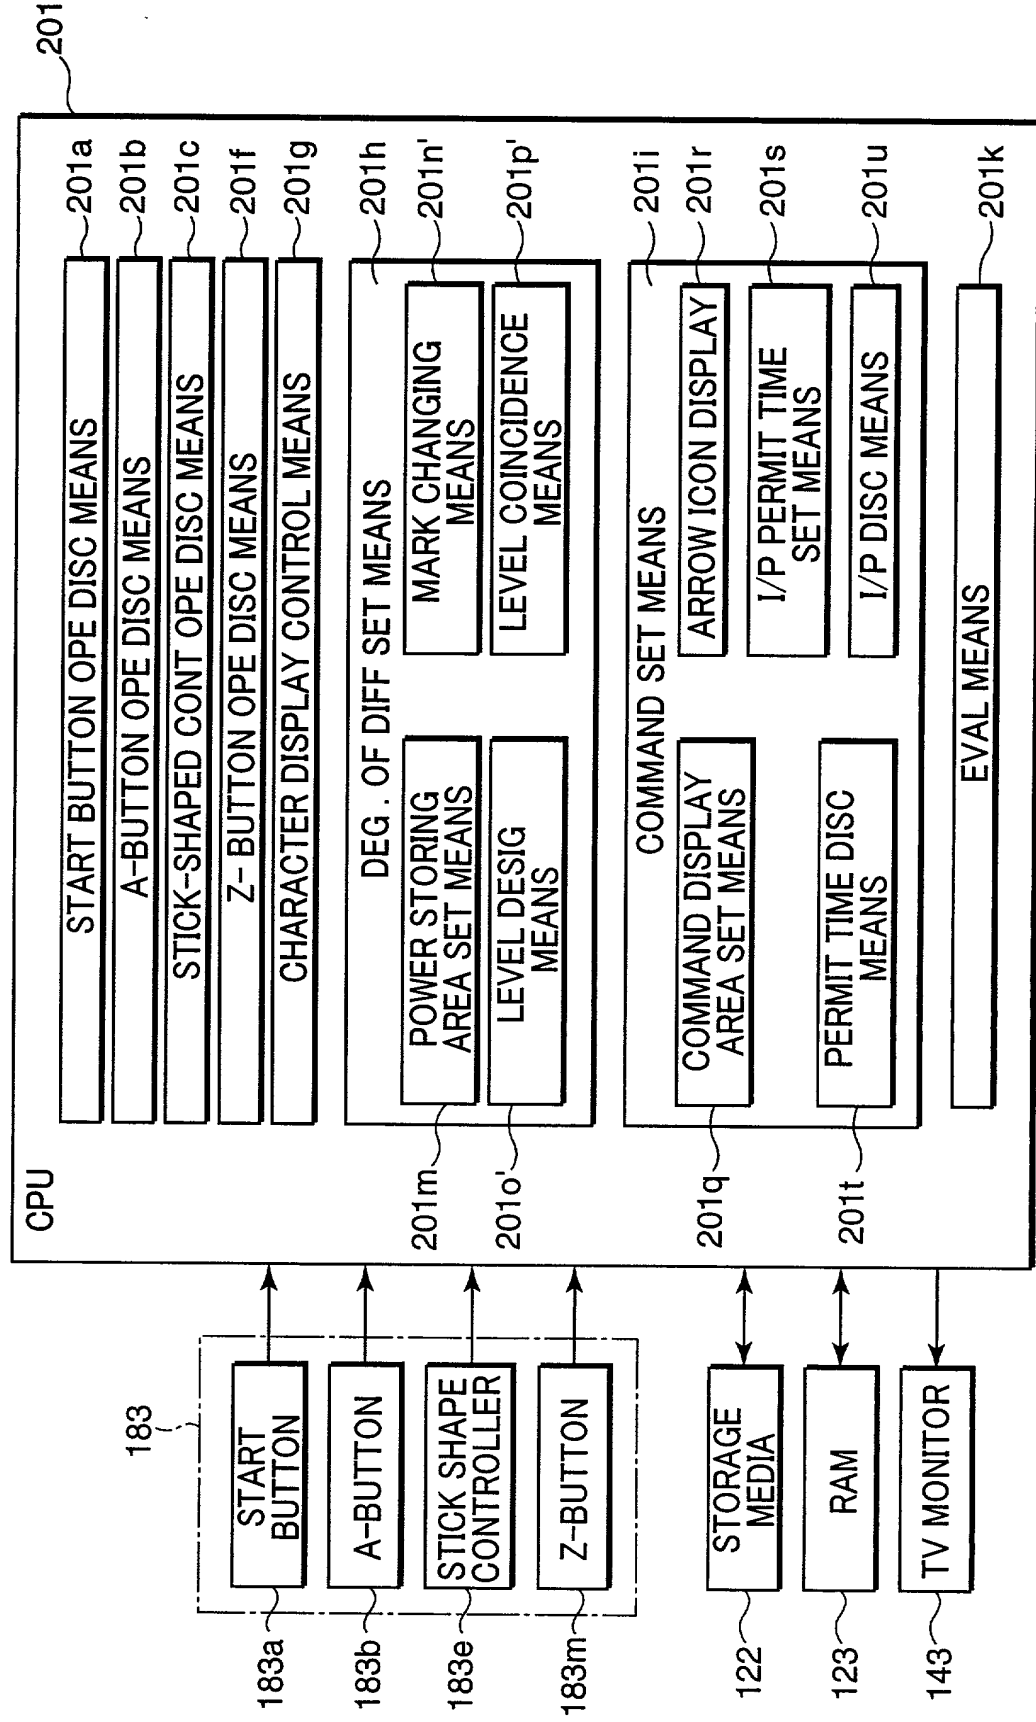 201
CPU
START BUTTON OPE DISC MEANS
201a
A-BUTTON OPE DISC MEANS
201b
STICK-SHAPED CONT OPE DISC MEANS
201c
Z- BUTTON OPE DISC MEANS
201f
CHARACTER DISPLAY CONTROL MEANS
201g
DEG. OF DIFF SET MEANS
201h
POWER STORING
AREA SET MEANS
201m
MARK CHANGING
MEANS
201n'
LEVEL DESIG
MEANS
201o'
LEVEL COINCIDENCE
MEANS
201p'
COMMAND SET MEANS
201i
COMMAND DISPLAY
AREA SET MEANS
201q
ARROW ICON DISPLAY
201r
I/P PERMIT TIME
SET MEANS
201s
PERMIT TIME DISC
MEANS
201t
I/P DISC MEANS
201u
EVAL MEANS
201k
183
183a
START
BUTTON
183b
A-BUTTON
183e
STICK SHAPE
CONTROLLER
183m
Z-BUTTON
122
STORAGE
MEDIA
123
RAM
143
TV MONITOR